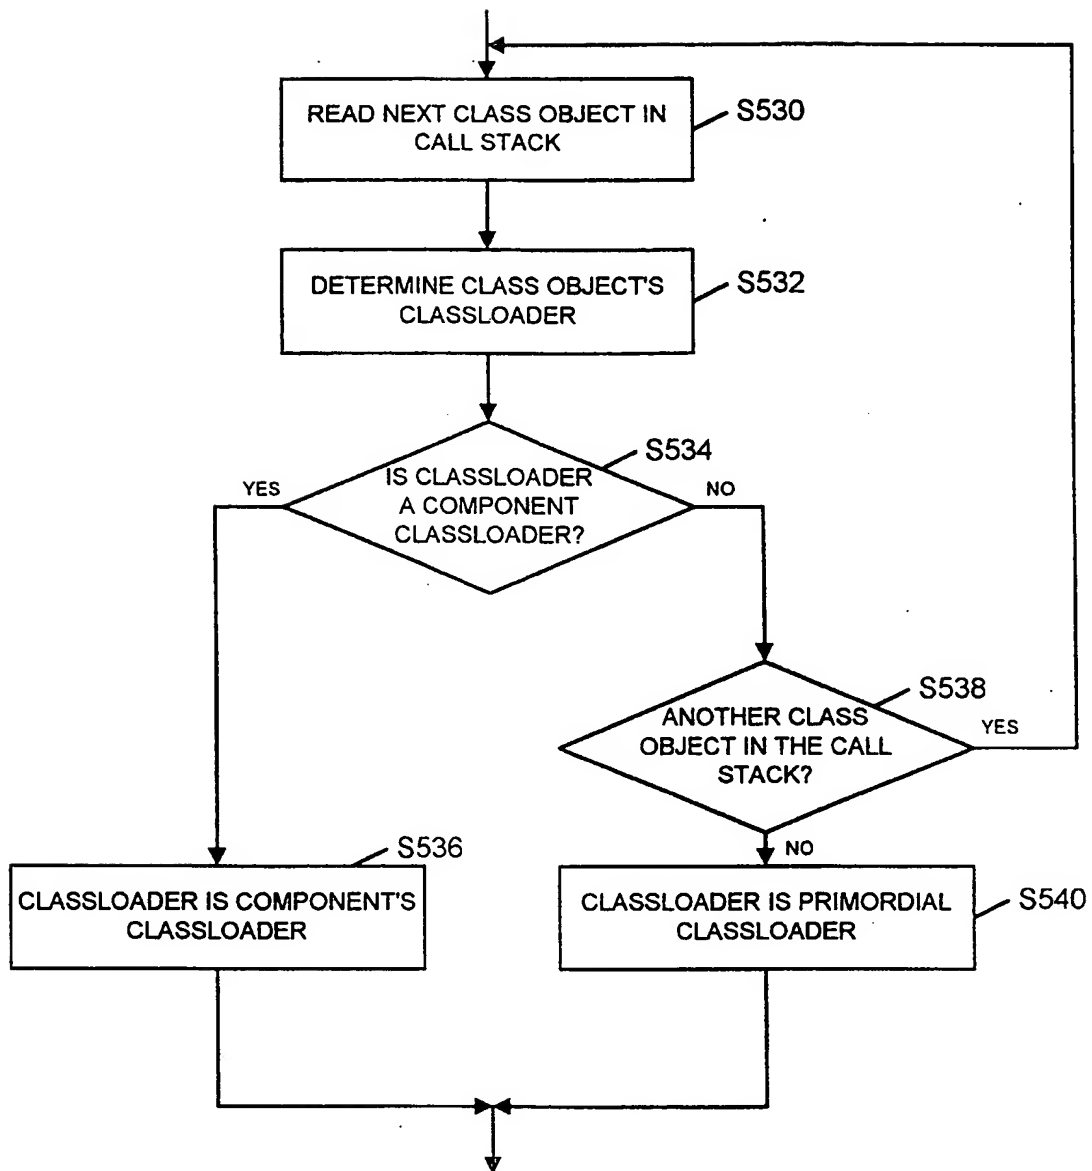 READ NEXT CLASS OBJECT IN
CALL STACK
S530
DETERMINE CLASS OBJECT'S
CLASSLOADER
S532
S534
IS CLASSLOADER
A COMPONENT
CLASSLOADER?
YES
NO
S538
ANOTHER CLASS
OBJECT IN THE CALL
STACK?
YES
NO
S536
CLASSLOADER IS COMPONENT'S
CLASSLOADER
CLASSLOADER IS PRIMORDIAL
CLASSLOADER
S540